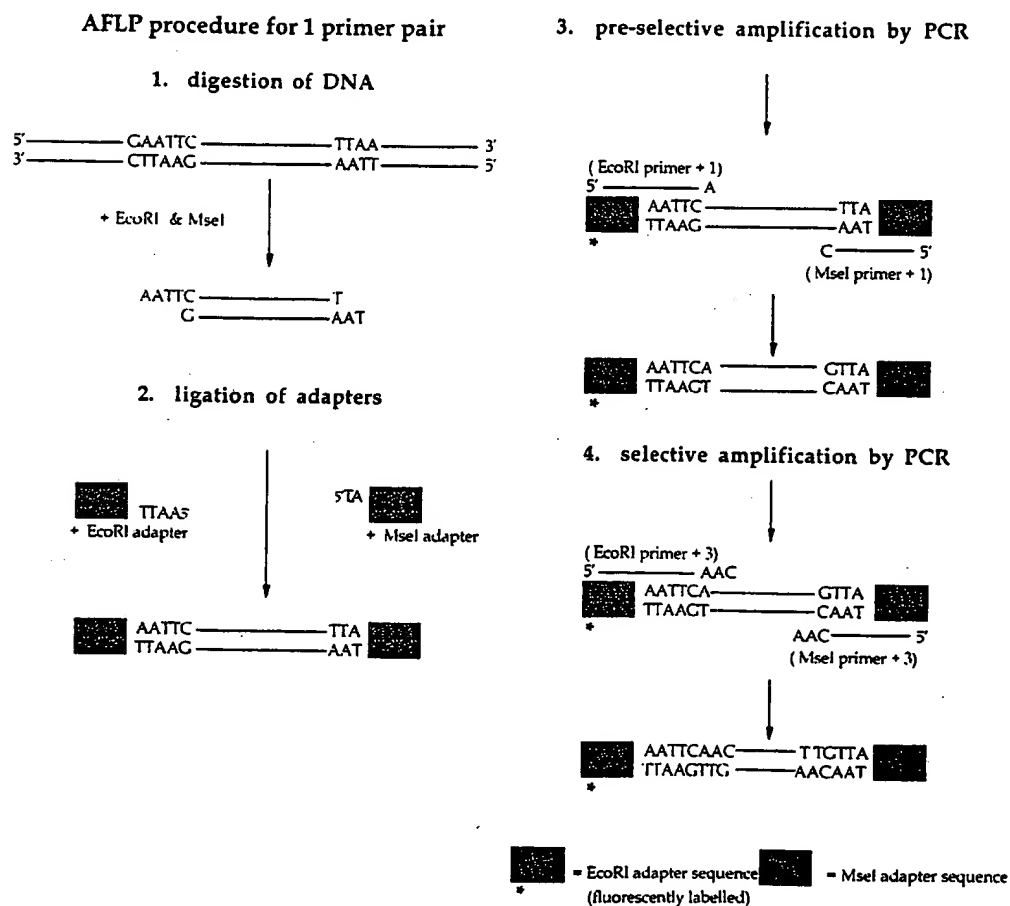 AFLP procedure for 1 primer pair
1. digestion of DNA
5' GAATTC TTAA 3'
3' CTTAAG AATT 5'
+ EcoRI & MseI
AATTC T
G AAT
2. ligation of adapters
TTAA5'
+ EcoRI adapter
5'TA
+ MseI adapter
AATTC TTA
TTAAG AAT
3. pre-selective amplification by PCR
(EcoRI primer + 1)
5' A
AATTC TTA
TTAAG AAT
*
C 5'
(MseI primer + 1)
AATTCA GTTA
TTAAGT CAAT
*
4. selective amplification by PCR
(EcoRI primer + 3)
5' AAC
AATTCA GTTA
TTAAGT CAAT
*
AAC 5'
(MseI primer + 3)
AATTCAAC TTGTTA
TTAAGTTG AACAAT
*
= EcoRI adapter sequence
* (fluorescently labelled)
= MseI adapter sequence